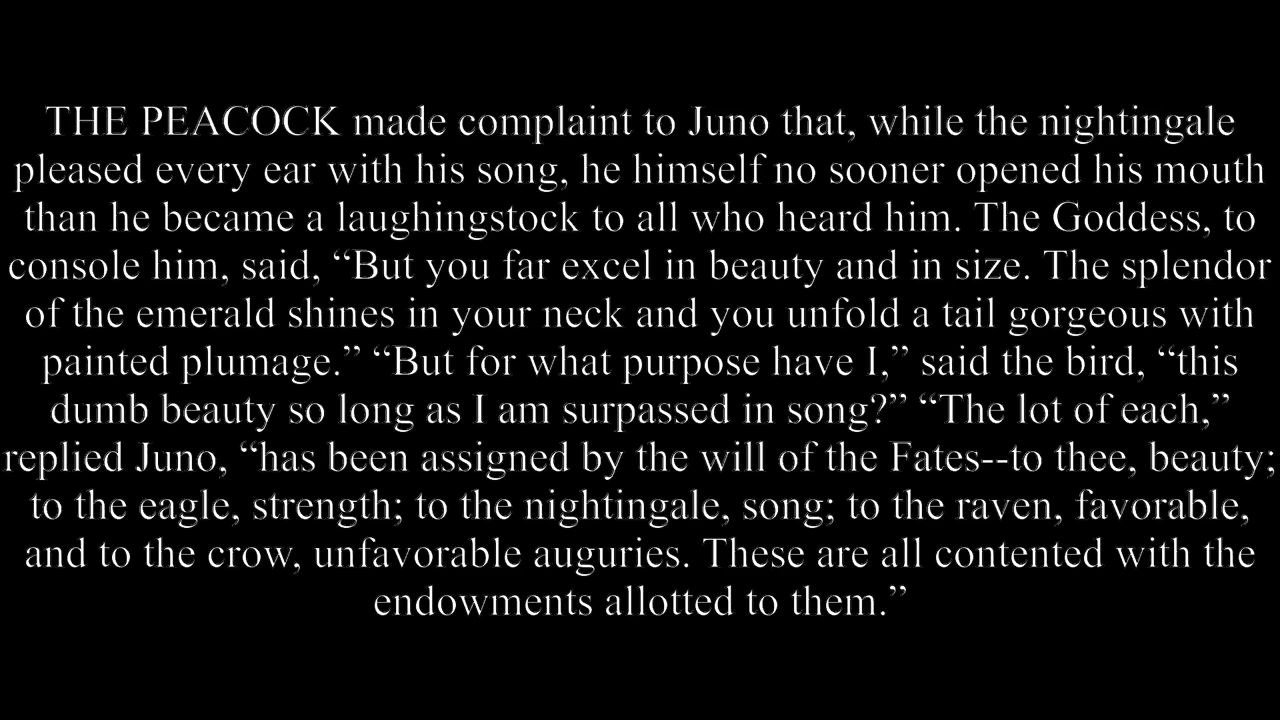 THE PEACOCK made complaint to Juno that, while the nightingale
pleased every ear with his song, he himself no sooner opened his mouth
than he became a laughingstock to all who heard him. The Goddess, to
console him, said, “But you far excel in beauty and in size. The splendor
of the emerald shines in your neck and you unfold a tail gorgeous with
painted plumage.” “But for what purpose have I,” said the bird, “this
dumb beauty so long as I am surpassed in song?” “The lot of each,”
replied Juno, “has been assigned by the will of the Fates--to thee, beauty;
to the eagle, strength; to the nightingale, song; to the raven, favorable,
and to the crow, unfavorable auguries. These are all contented with the
endowments allotted to them.”